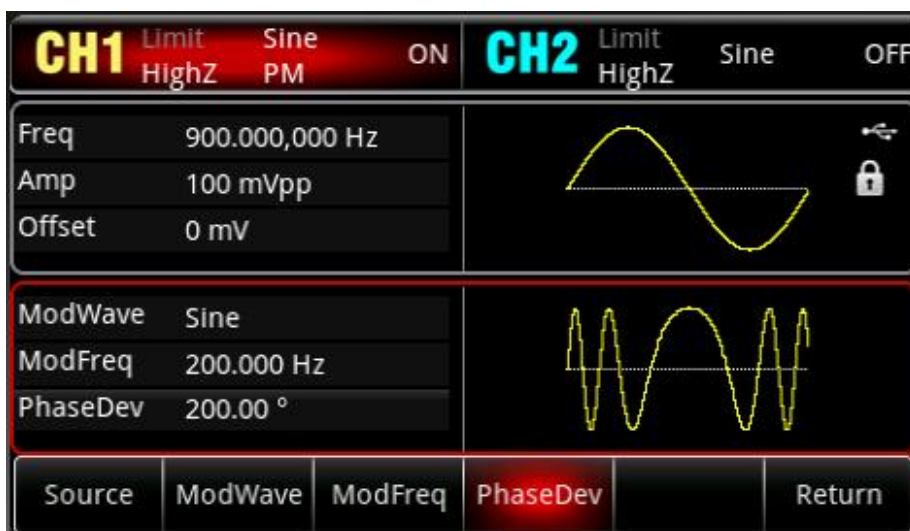 CH1 Limit Sine ON CH2 Limit Sine OFF
HighZ PM HighZ
Freq 900.000,000 Hz
Amp 100 mVpp
Offset 0 mV
ModWave Sine
ModFreq 200.000 Hz
PhaseDev 200.00 °
Source ModWave ModFreq PhaseDev Return